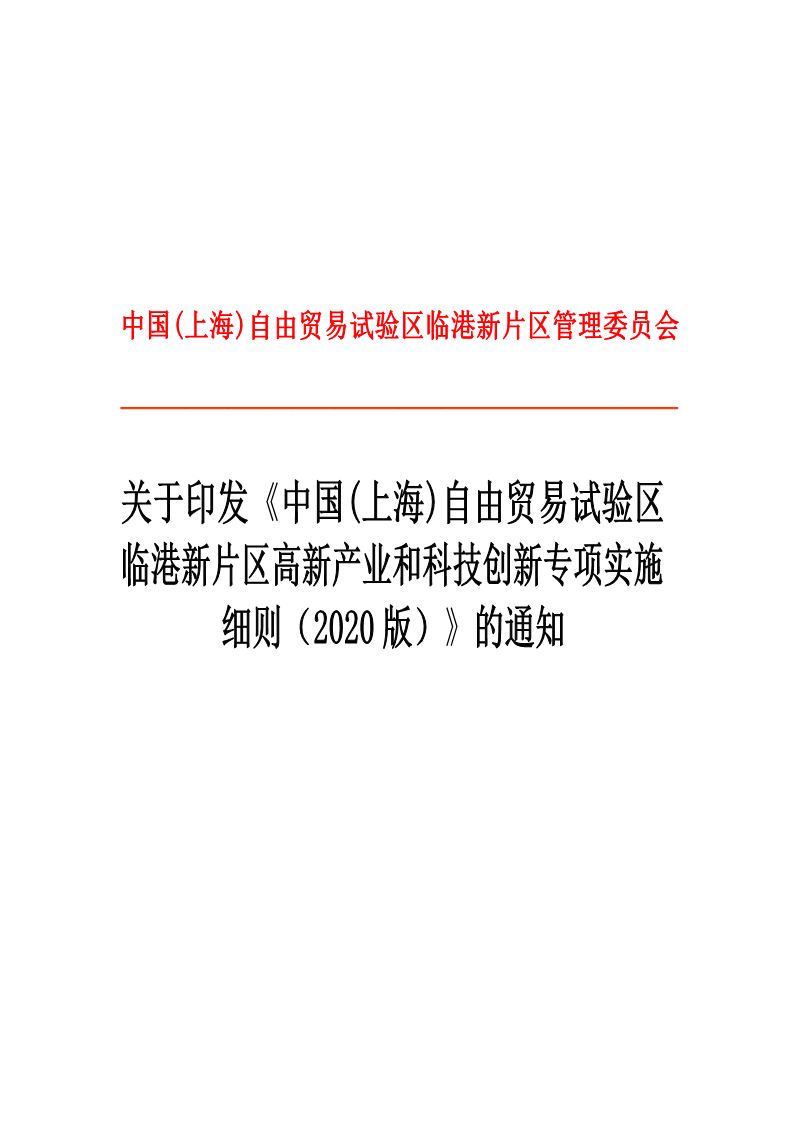 中国(上海)自由贸易试验区临港新片区管理委员会
关于印发《中国(上海)自由贸易试验区
临港新片区高新产业和科技创新专项实施
细则（2020版）》的通知